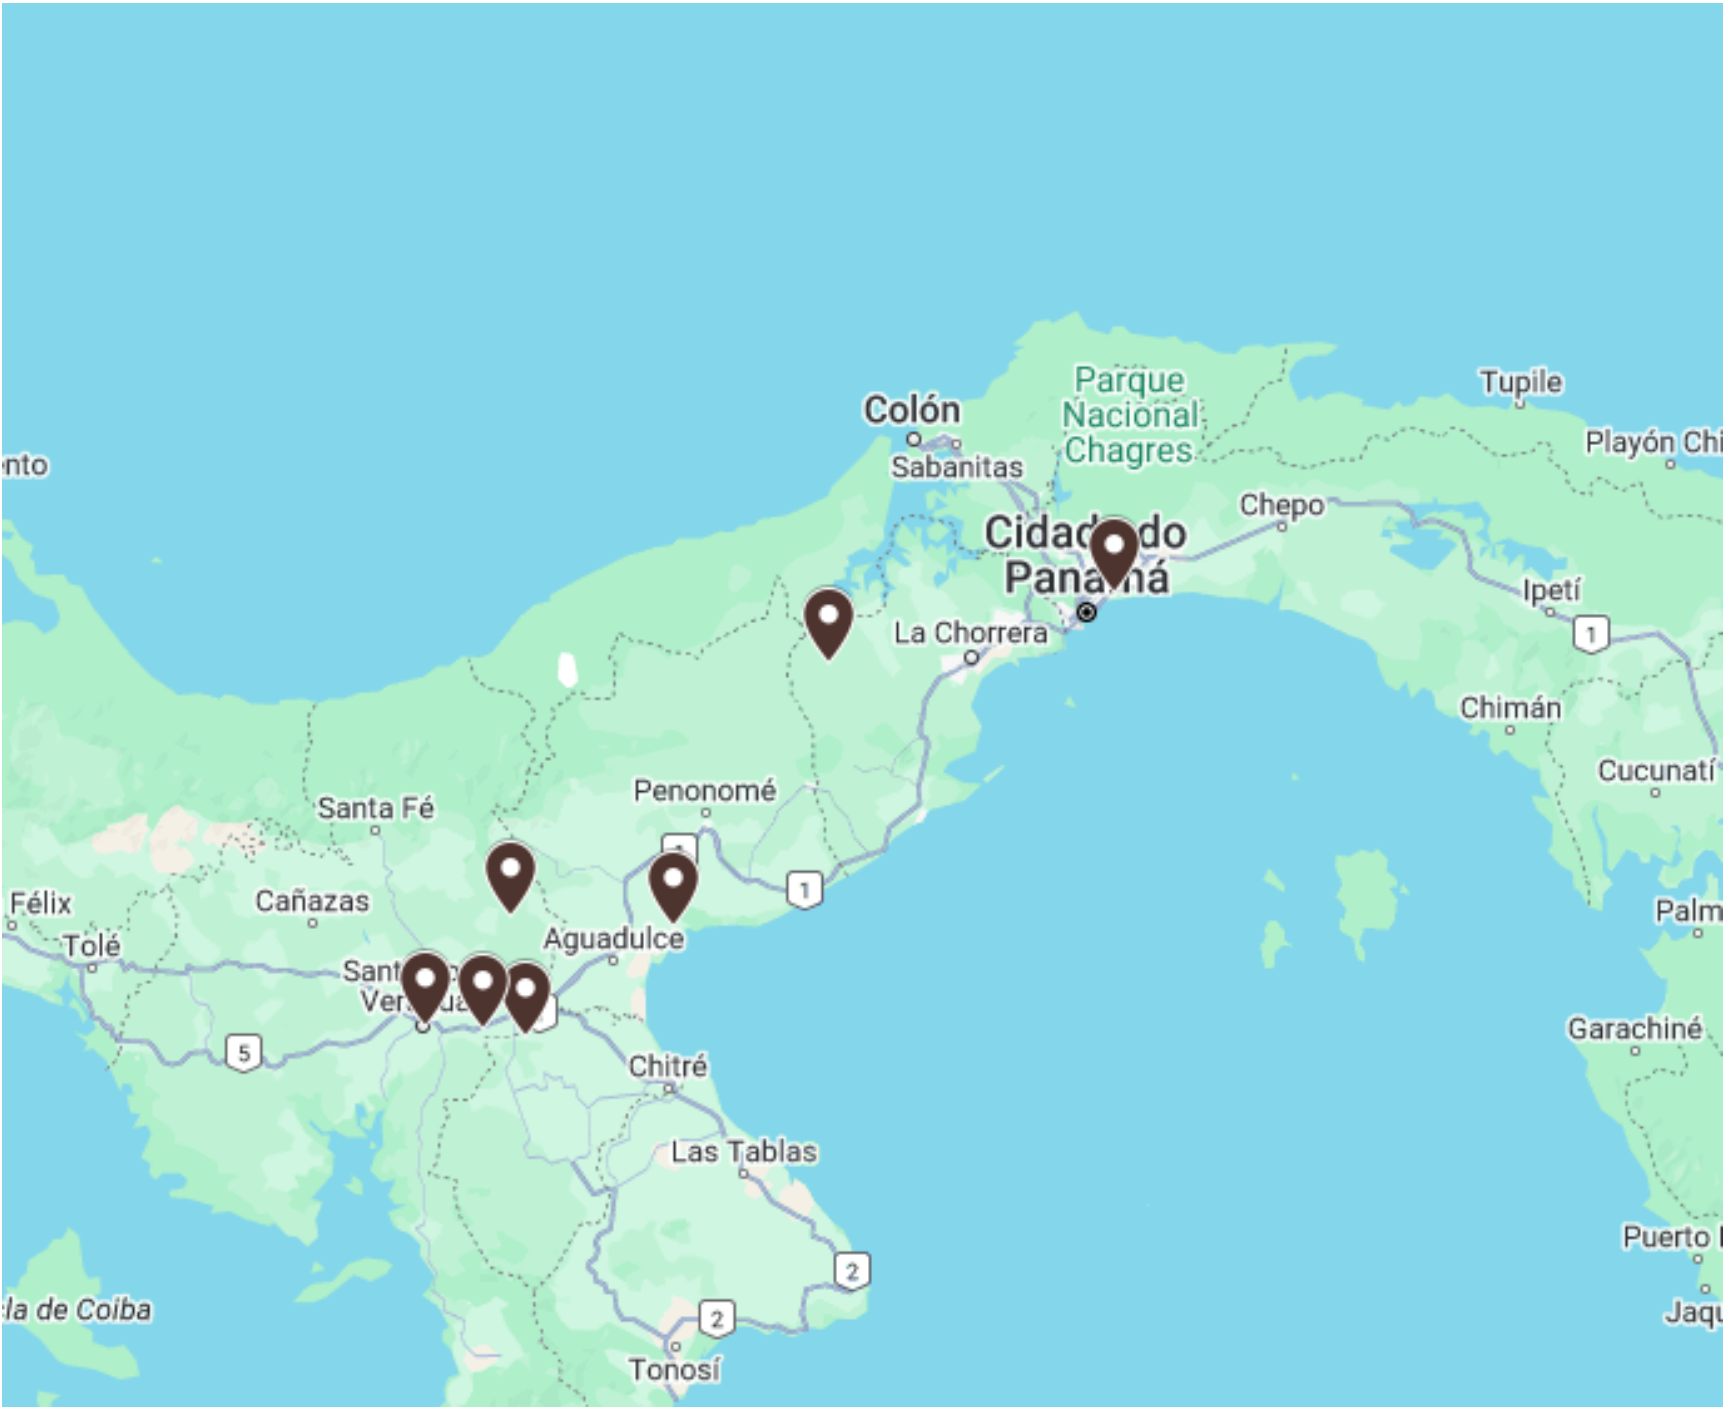 Parque
Nacional
Chagres
Tupile
Colón
Playón Chi
nto
Sabanitas
Chepo
Panamá
Ipetí
La Chorrera
1
Chimán
Cucunatí
Penonomé
Santa Fé
1
Félix
Cañazas
Palm
Tolé
Aguadulce
Garachiné
5
Chitré
Las Tablas
Puerto
2
la de Coiba
Jaqu
2
Tonosí